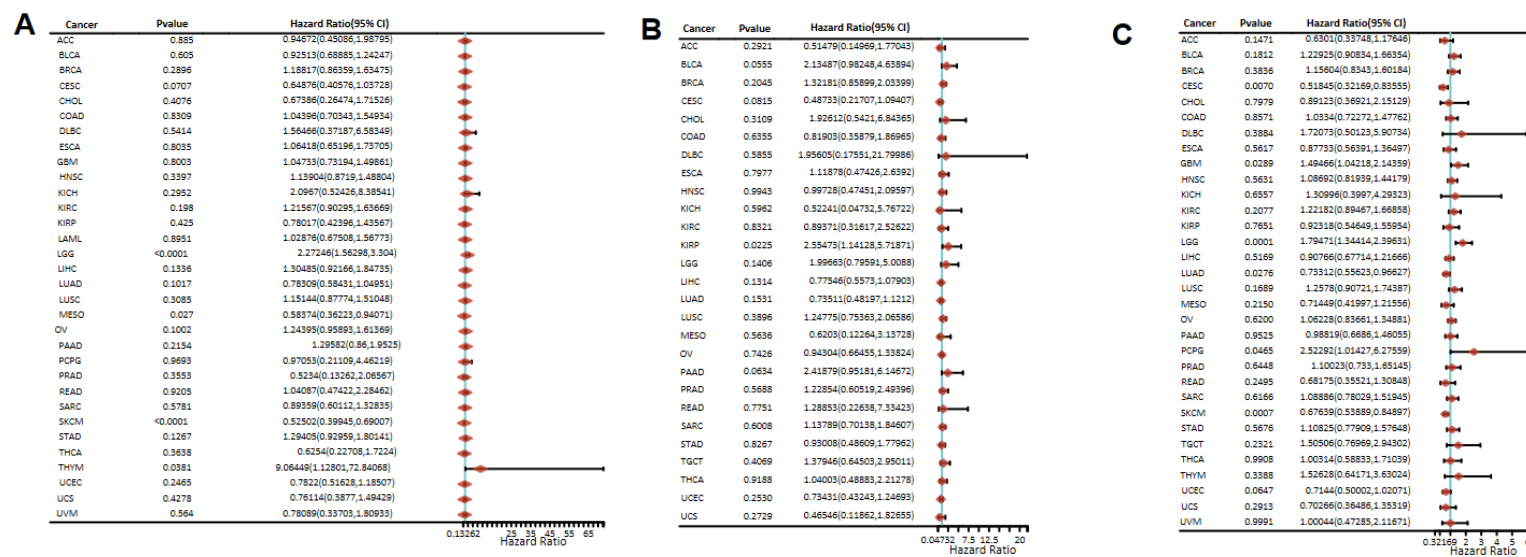 A
Cancer Pvalue Hazard Ratio(95% CI)
ACC 0.885 0.94672(0.45086,1.98795)
BLCA 0.605 0.92513(0.68885,1.24247)
BRCA 0.2896 1.18817(0.86359,1.63475)
CESC 0.0707 0.64876(0.40576,1.03728)
CHOL 0.4076 0.67386(0.26474,1.71526)
COAD 0.8309 1.04396(0.70343,1.54934)
DLBC 0.5414 1.56466(0.37187,6.58349)
ESCA 0.8035 1.06418(0.65196,1.73705)
GBM 0.8003 1.04733(0.73194,1.49861)
HNSC 0.3397 1.13904(0.8719,1.48804)
KICH 0.2952 2.0967(0.52426,8.38541)
KIRC 0.198 1.21567(0.90295,1.63669)
KIRP 0.425 0.78017(0.42396,1.43567)
LAML 0.8951 1.02876(0.67508,1.56773)
LGG <0.0001 2.27246(1.56298,3.304)
LIHC 0.1336 1.30485(0.92166,1.84735)
LUAD 0.1017 0.78309(0.58431,1.04951)
LUSC 0.3085 1.15144(0.87774,1.51048)
MESO 0.027 0.58374(0.36223,0.94071)
OV 0.1002 1.24395(0.95893,1.61369)
PAAD 0.2154 1.29582(0.86,1.9525)
PCPG 0.9693 0.97053(0.21109,4.46219)
PRAD 0.3553 0.5234(0.13262,2.06567)
READ 0.9205 1.04087(0.47422,2.28462)
SARC 0.5781 0.89359(0.60112,1.32835)
SKCM <0.0001 0.52502(0.39945,0.69007)
STAD 0.1267 1.29405(0.92959,1.80141)
THCA 0.3638 0.6254(0.22708,1.7224)
THYM 0.0381 9.06449(1.12801,72.84068)
UCEC 0.2465 0.7822(0.51628,1.18507)
UCS 0.4278 0.76114(0.3877,1.49429)
UVM 0.564 0.78089(0.33703,1.80933)
0.13262 35 45 55 65
Hazard Ratio
B
Cancer Pvalue Hazard Ratio(95% CI)
ACC 0.2921 0.51479(0.14969,1.77043)
BLCA 0.0555 2.13487(0.98248,4.63894)
BRCA 0.2045 1.32181(0.85899,2.03399)
CESC 0.0815 0.48733(0.21707,1.09407)
CHOL 0.3109 1.92612(0.5421,6.84365)
COAD 0.6355 0.81903(0.35879,1.86965)
DLBC 0.5855 1.95605(0.17551,21.79986)
ESCA 0.7977 1.11878(0.47426,2.6392)
HNSC 0.9943 0.99728(0.47451,2.09597)
KICH 0.5962 0.52241(0.04732,5.76722)
KIRC 0.8321 0.89371(0.31617,2.52622)
KIRP 0.0225 2.55473(1.14128,5.71871)
LGG 0.1406 1.99663(0.79591,5.0088)
LIHC 0.1314 0.77546(0.5573,1.07903)
LUAD 0.1531 0.73511(0.48197,1.1212)
LUSC 0.3896 1.24775(0.75363,2.06586)
MESO 0.5636 0.6203(0.12264,3.13728)
OV 0.7426 0.94304(0.66455,1.33824)
PAAD 0.0634 2.41879(0.95181,6.14672)
PRAD 0.5688 1.22854(0.60519,2.49396)
READ 0.7751 1.28853(0.22638,7.33423)
SARC 0.6008 1.13789(0.70138,1.84607)
STAD 0.8267 0.93008(0.48609,1.77962)
TGCT 0.4069 1.37946(0.64503,2.95011)
THCA 0.9188 1.04003(0.48883,2.21278)
UCEC 0.2530 0.73431(0.43243,1.24693)
UCS 0.2729 0.46546(0.11862,1.82655)
0.04732 7.5 12.5 20
Hazard Ratio
C
Cancer Pvalue Hazard Ratio(95% CI)
ACC 0.1471 0.6301(0.33748,1.17646)
BLCA 0.1812 1.22925(0.90834,1.66354)
BRCA 0.3836 1.15604(0.8343,1.60184)
CESC 0.0070 0.51845(0.32169,0.83555)
CHOL 0.7979 0.89123(0.36921,2.15129)
COAD 0.8571 1.0334(0.72272,1.47762)
DLBC 0.3884 1.72073(0.50123,5.90734)
ESCA 0.5617 0.87733(0.56391,1.36497)
GBM 0.0289 1.49466(1.04218,2.14359)
HNSC 0.5631 1.08692(0.81939,1.44179)
KICH 0.6557 1.30996(0.3997,4.29323)
KIRC 0.2077 1.22182(0.89467,1.66858)
KIRP 0.7651 0.92318(0.54649,1.55954)
LGG 0.0001 1.79471(1.34414,2.39631)
LIHC 0.5169 0.90766(0.67714,1.21666)
LUAD 0.0276 0.73312(0.55623,0.96627)
LUSC 0.1689 1.2578(0.90721,1.74387)
MESO 0.2150 0.71449(0.41997,1.21556)
OV 0.6200 1.06228(0.83661,1.34881)
PAAD 0.9525 0.98819(0.6686,1.46055)
PCPG 0.0465 2.52292(1.01427,6.27559)
PRAD 0.6448 1.10023(0.733,1.65145)
READ 0.2495 0.68175(0.35521,1.30848)
SARC 0.6166 1.08886(0.78029,1.51945)
SKCM 0.0007 0.67639(0.53889,0.84897)
STAD 0.5676 1.10825(0.77909,1.57648)
TGCT 0.2321 1.50506(0.76969,2.94302)
THCA 0.9908 1.00314(0.58833,1.71039)
THYM 0.3388 1.52628(0.64171,3.63024)
UCEC 0.0647 0.7144(0.50002,1.02071)
UCS 0.2913 0.70266(0.36486,1.35319)
UVM 0.9991 1.00044(0.47285,2.11671)
0.32169 2 3 4 5
Hazard Ratio